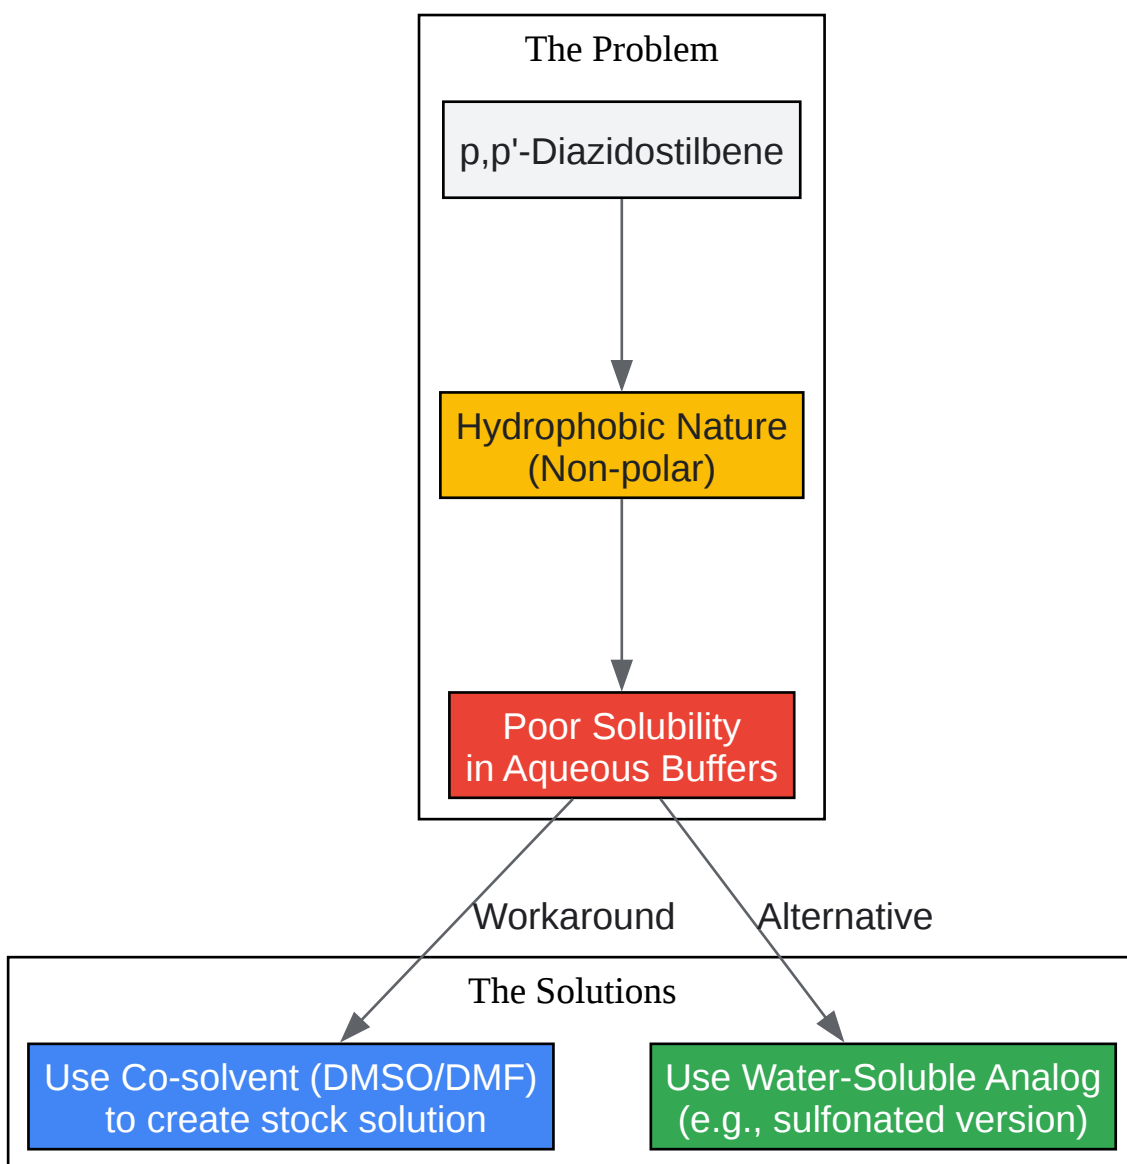 The Problem
p,p'-Diazidostilbene
Hydrophobic Nature
(Non-polar)
Poor Solubility
in Aqueous Buffers
Workaround
Alternative
The Solutions
Use Co-solvent (DMSO/DMF)
to create stock solution
Use Water-Soluble Analog
(e.g., sulfonated version)